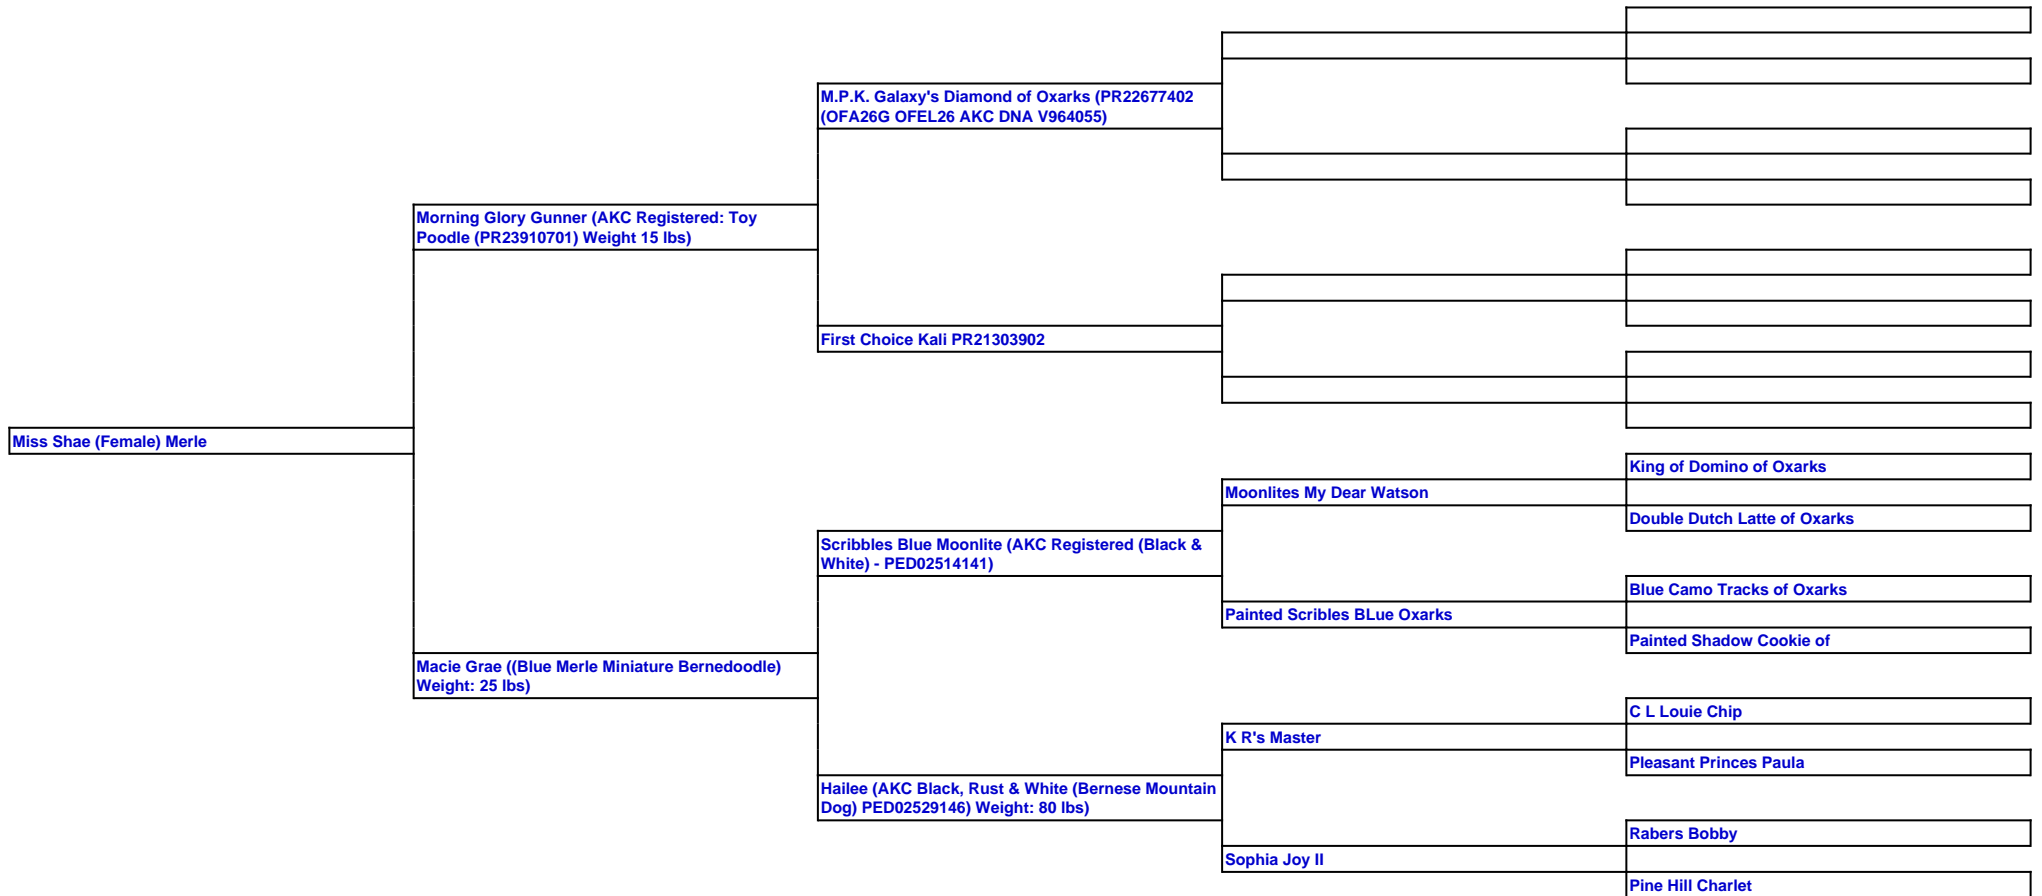 M.P.K. Galaxy's Diamond of Oxarks (PR22677402
(OFA26G OFEL26 AKC DNA V964055)
Morning Glory Gunner (AKC Registered: Toy
Poodle (PR23910701) Weight 15 lbs)
First Choice Kali PR21303902
Miss Shae (Female) Merle
King of Domino of Oxarks
Moonlites My Dear Watson
Double Dutch Latte of Oxarks
Scribbles Blue Moonlite (AKC Registered (Black &
White) - PED02514141)
Blue Camo Tracks of Oxarks
Painted Scribles BLue Oxarks
Painted Shadow Cookie of
Macie Grae ((Blue Merle Miniature Bernedoodle)
Weight: 25 lbs)
C L Louie Chip
K R's Master
Pleasant Princes Paula
Hailee (AKC Black, Rust & White (Bernese Mountain
Dog) PED02529146) Weight: 80 lbs)
Rabers Bobby
Sophia Joy II
Pine Hill Charlet